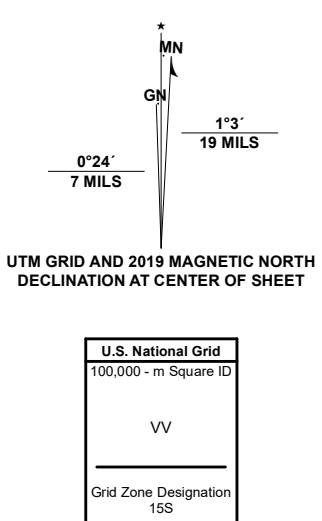 ★
MN
GN
1°3´
19 MILS
0°24´
7 MILS
UTM GRID AND 2019 MAGNETIC NORTH
DECLINATION AT CENTER OF SHEET
U.S. National Grid
100,000 - m Square ID
VV
Grid Zone Designation
15S